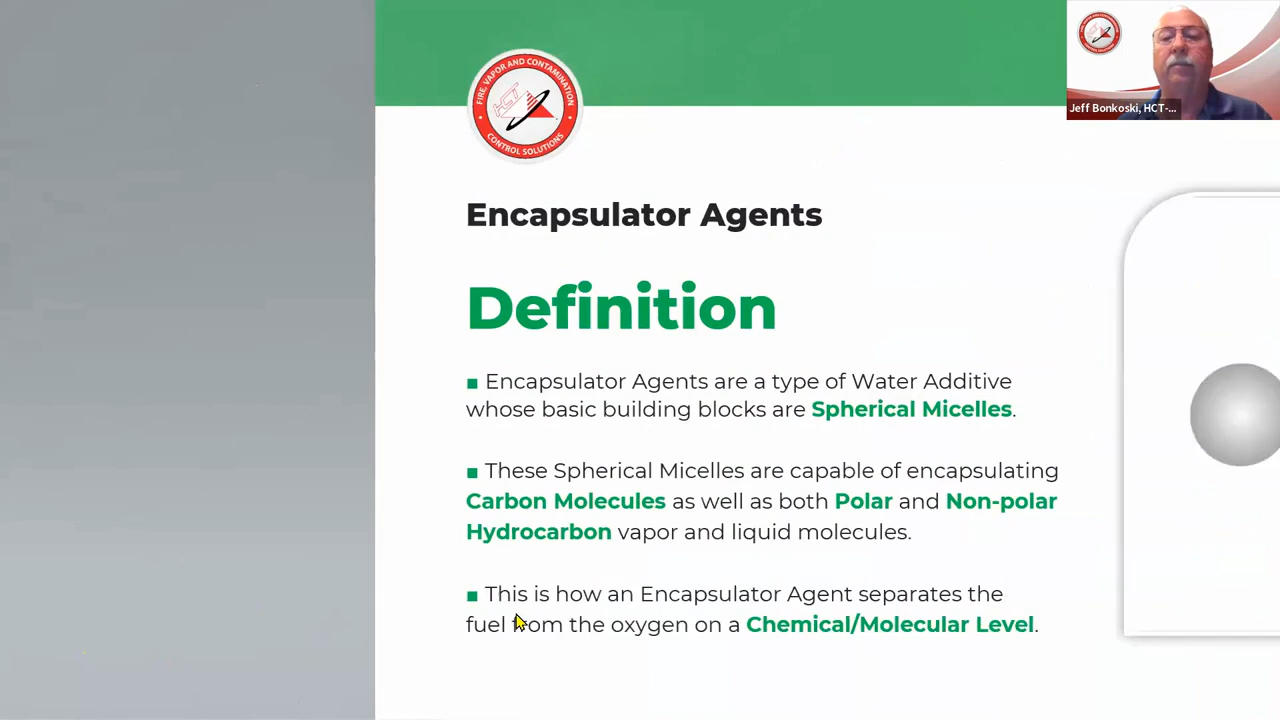 FIRE, VAPOR AND CONTAMINATION
HCT
CONTROL SOLUTIONS
Jeff Bonkoski, HCT-...
Encapsulator Agents
Definition
■ Encapsulator Agents are a type of Water Additive
whose basic building blocks are Spherical Micelles.
■ These Spherical Micelles are capable of encapsulating
Carbon Molecules as well as both Polar and Non-polar
Hydrocarbon vapor and liquid molecules.
■ This is how an Encapsulator Agent separates the
fuel from the oxygen on a Chemical/Molecular Level.